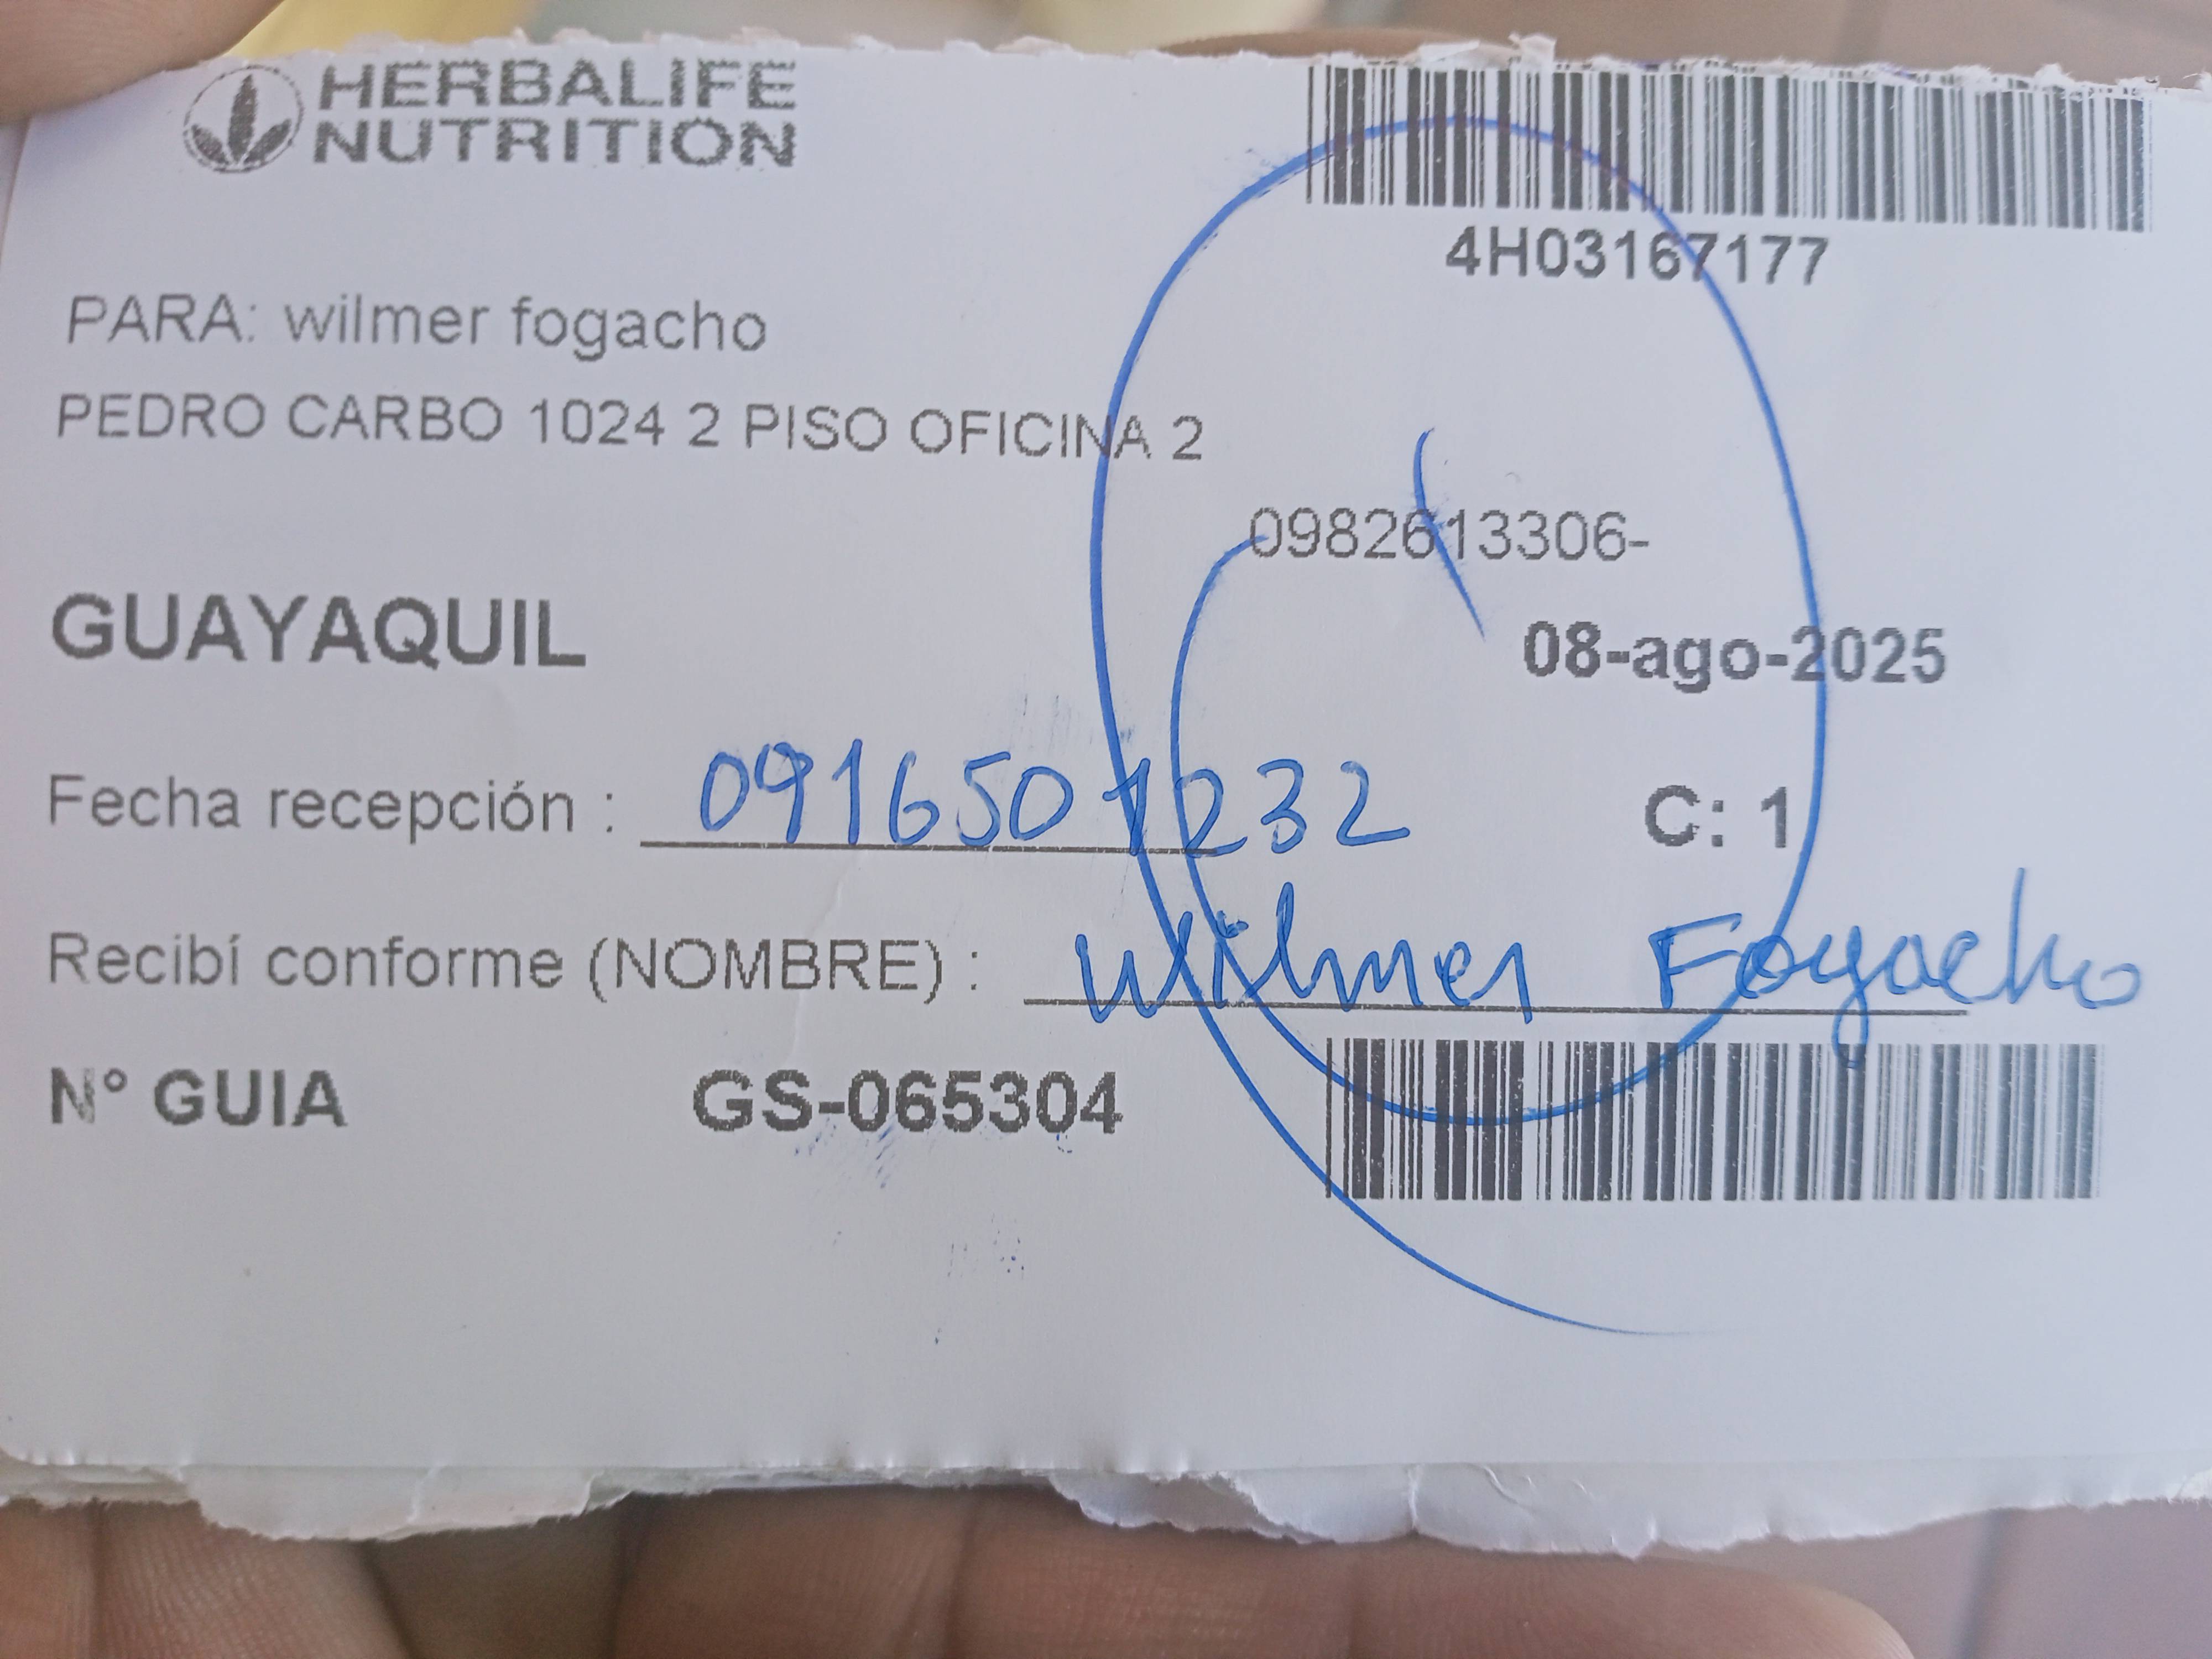 HERBALIFE
NUTRITION
4H03167177
PARA: wilmer fogacho
PEDRO CARBO 1024 2 PISO OFICINA 2
0982613306-
GUAYAQUIL
08-ago-2025
Fecha recepción : 0916501232
C: 1
Recibí conforme (NOMBRE) : Wilmer Fogacho
N° GUIA GS-065304